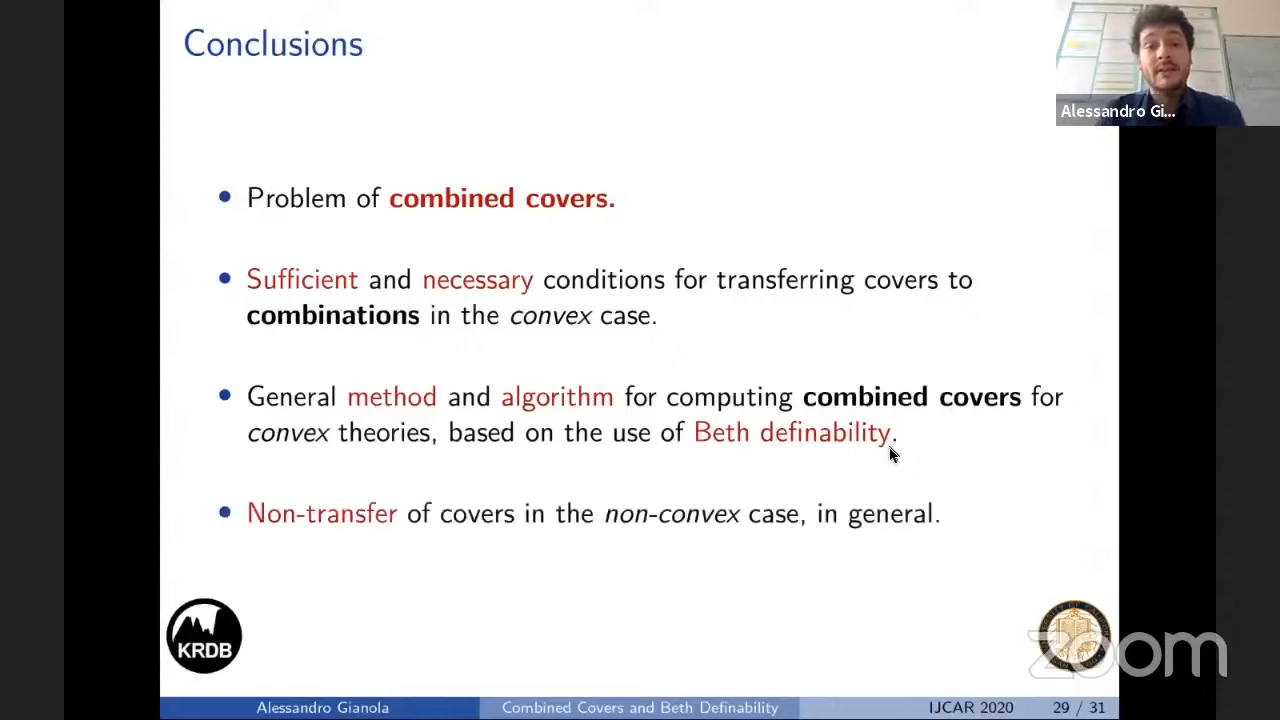 Conclusions
Alessandro Gi...
Problem of combined covers.
Sufficient and necessary conditions for transferring covers to
combinations in the convex case.
General method and algorithm for computing combined covers for
convex theories, based on the use of Beth definability.
Non-transfer of covers in the non-convex case, in general.
KRDB
zoom
Alessandro Gianola
Combined Covers and Beth Definability
IJCAR 2020
29 / 31